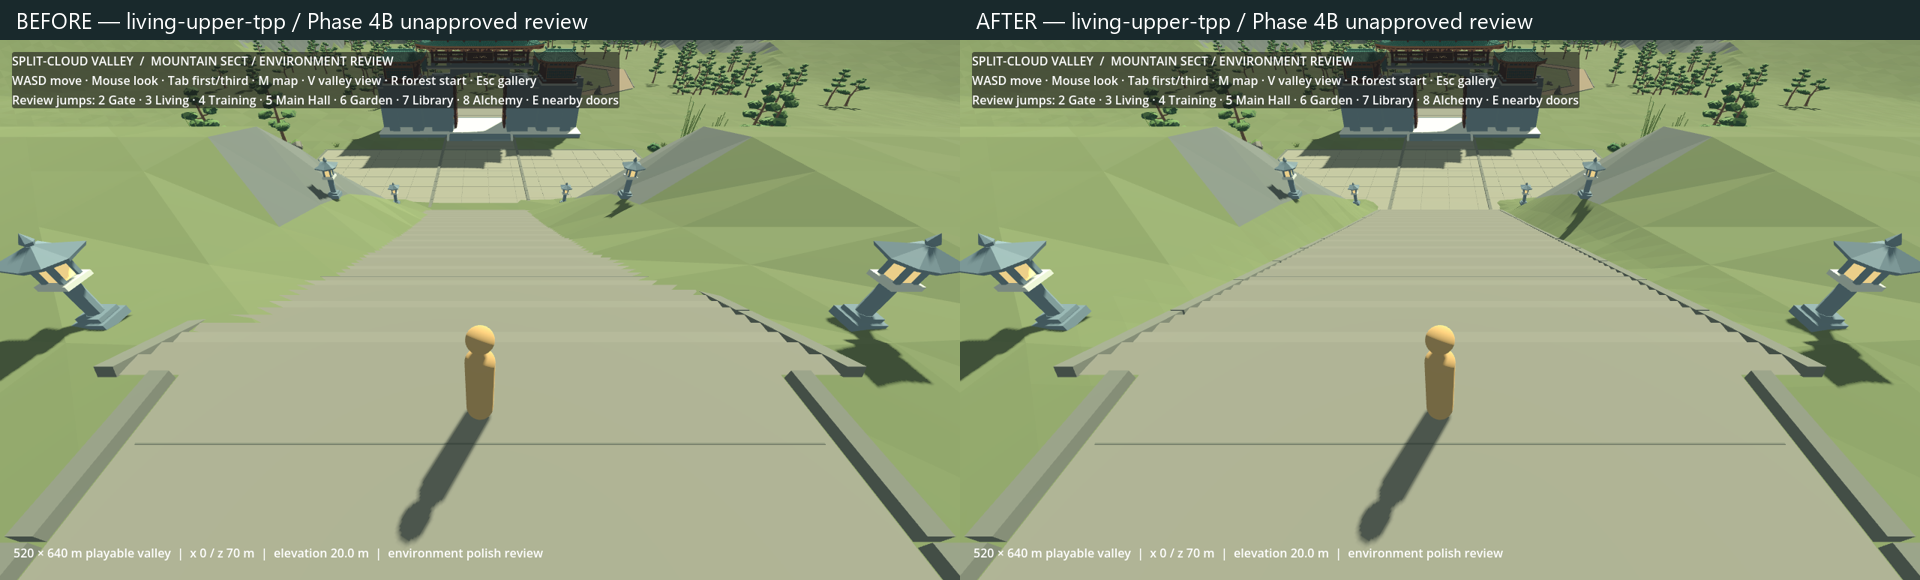 BEFORE — living-upper-tpp / Phase 4B unapproved review
SPLIT-CLOUD VALLEY / MOUNTAIN SECT / ENVIRONMENT REVIEW
WASD move · Mouse look · Tab first/third · M map · V valley view · R forest start · Esc gallery
Review jumps: 2 Gate · 3 Living · 4 Training · 5 Main Hall · 6 Garden · 7 Library · 8 Alchemy · E nearby doors
520 × 640 m playable valley | x 0 / z 70 m | elevation 20.0 m | environment polish review
AFTER — living-upper-tpp / Phase 4B unapproved review
SPLIT-CLOUD VALLEY / MOUNTAIN SECT / ENVIRONMENT REVIEW
WASD move · Mouse look · Tab first/third · M map · V valley view · R forest start · Esc gallery
Review jumps: 2 Gate · 3 Living · 4 Training · 5 Main Hall · 6 Garden · 7 Library · 8 Alchemy · E nearby doors
520 × 640 m playable valley | x 0 / z 70 m | elevation 20.0 m | environment polish review